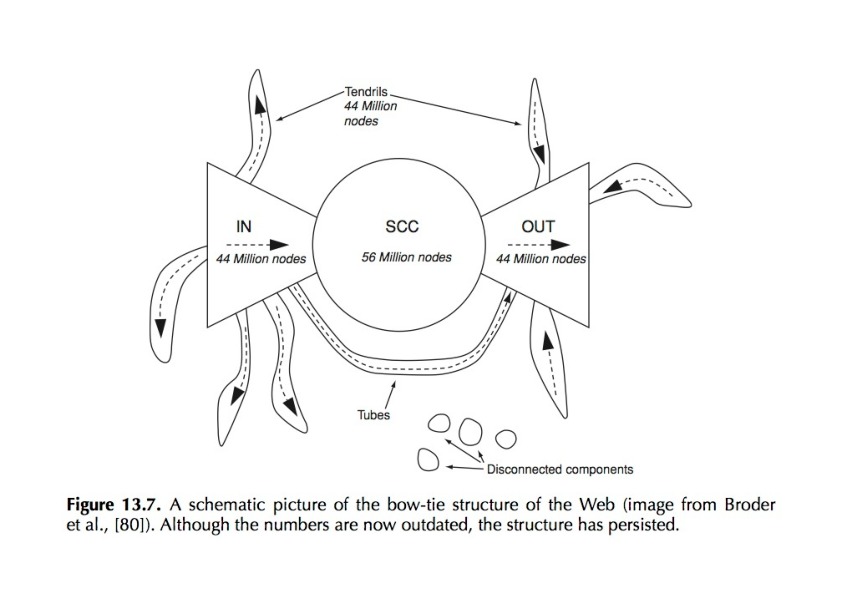 Tendrils
44 Million
nodes
IN
44 Million nodes
SCC
56 Million nodes
OUT
44 Million nodes
Tubes
Disconnected components
Figure 13.7. A schematic picture of the bow-tie structure of the Web (image from Broder
et al., [80]). Although the numbers are now outdated, the structure has persisted.